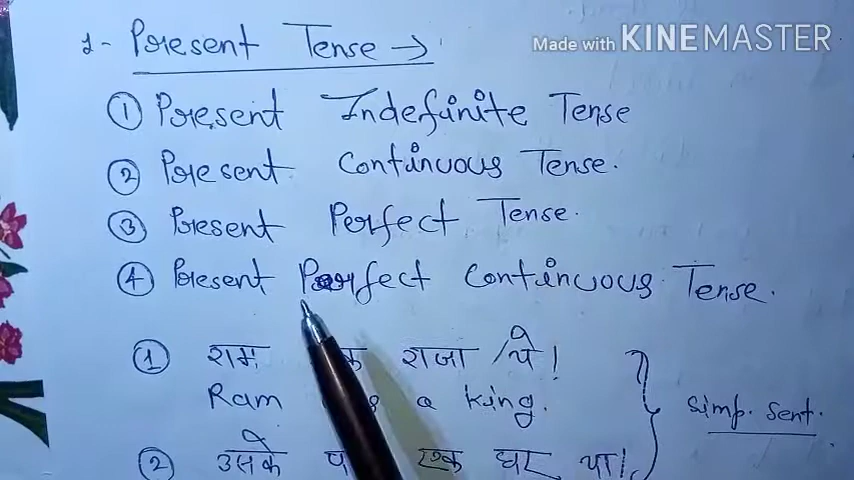 1- Present Tense →
Made with KINEMASTER
① Present Indefinite Tense
② Present Continuous Tense.
③ Present Perfect Tense.
④ Present Perfect Continuous Tense.
① राम राजा थे!
Ram a king.
simp. sent.
② उसके एक घर था।